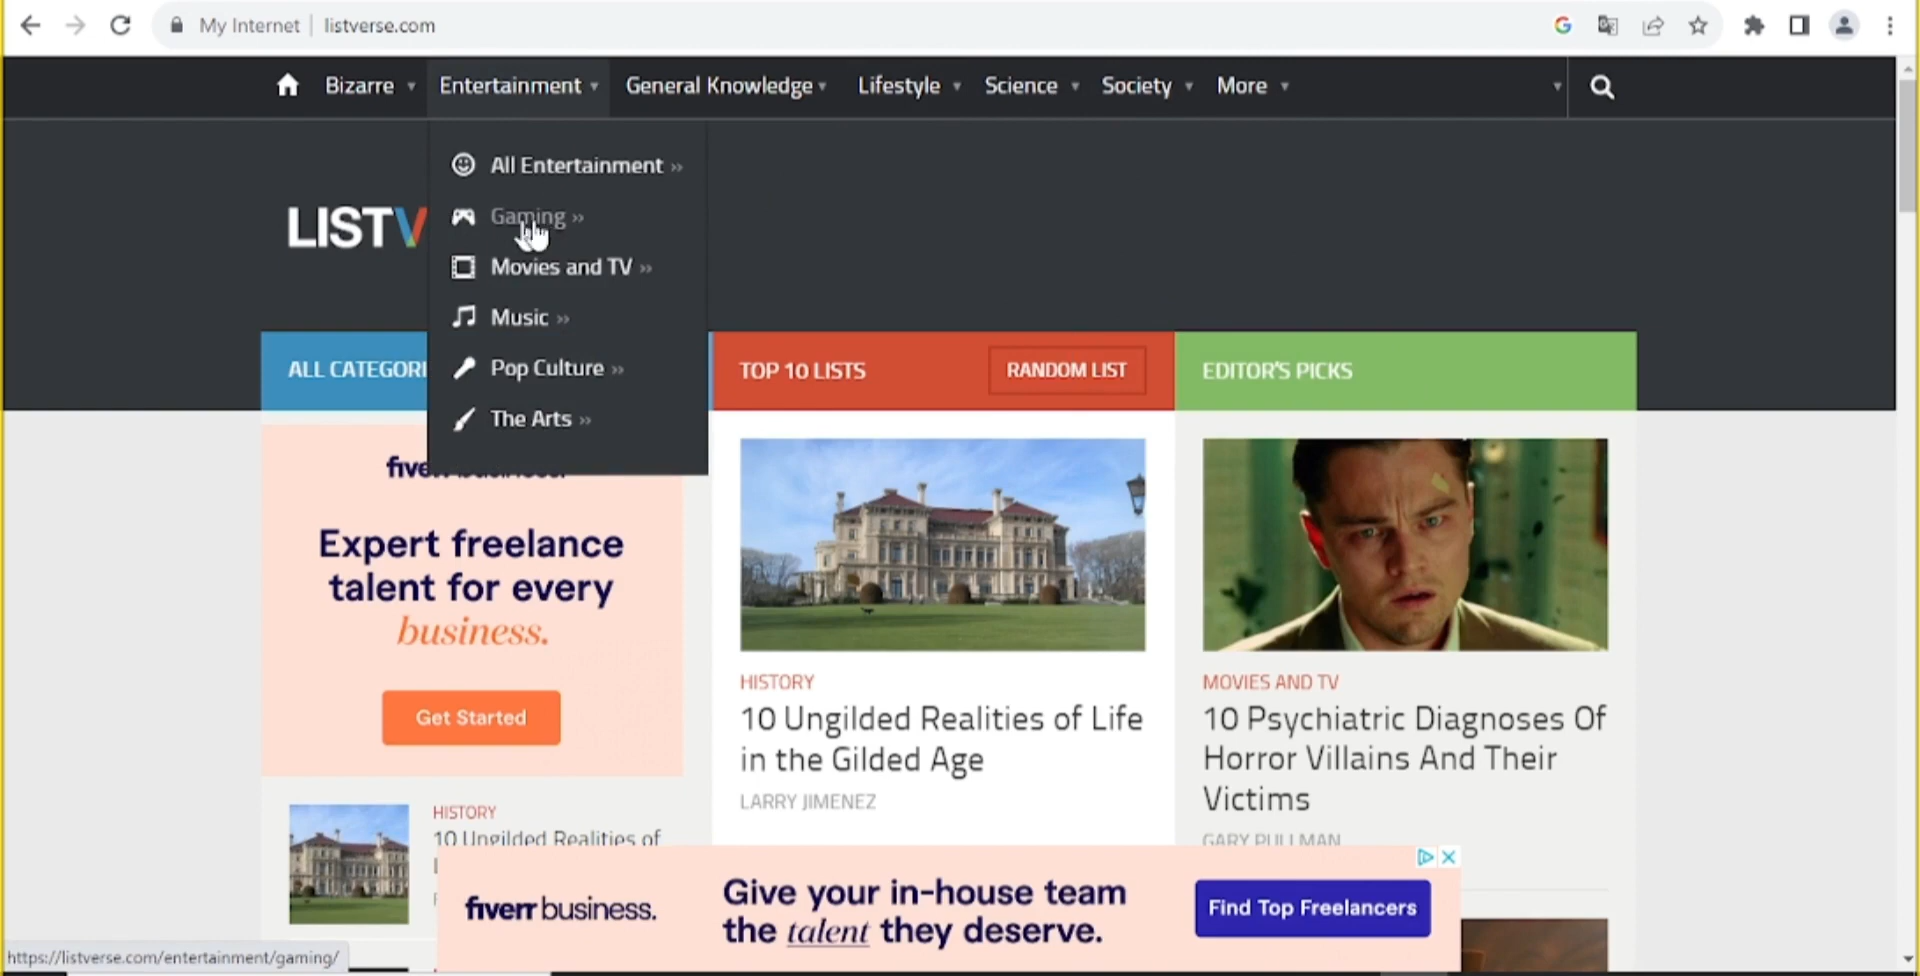 My Internet | listverse.com
Bizarre Entertainment General Knowledge Lifestyle Science Society More
All Entertainment »
Gaming »
Movies and TV »
Music »
Pop Culture »
The Arts »
LISTV
ALL CATEGORI
TOP 10 LISTS
RANDOM LIST
EDITOR'S PICKS
Expert freelance
talent for every
business.
Get Started
HISTORY
10 Ungilded Realities of
HISTORY
10 Ungilded Realities of Life
in the Gilded Age
LARRY JIMENEZ
MOVIES AND TV
10 Psychiatric Diagnoses Of
Horror Villains And Their
Victims
GARY PULLMAN
fiverr business.
Give your in-house team
the talent they deserve.
Find Top Freelancers
https://listverse.com/entertainment/gaming/